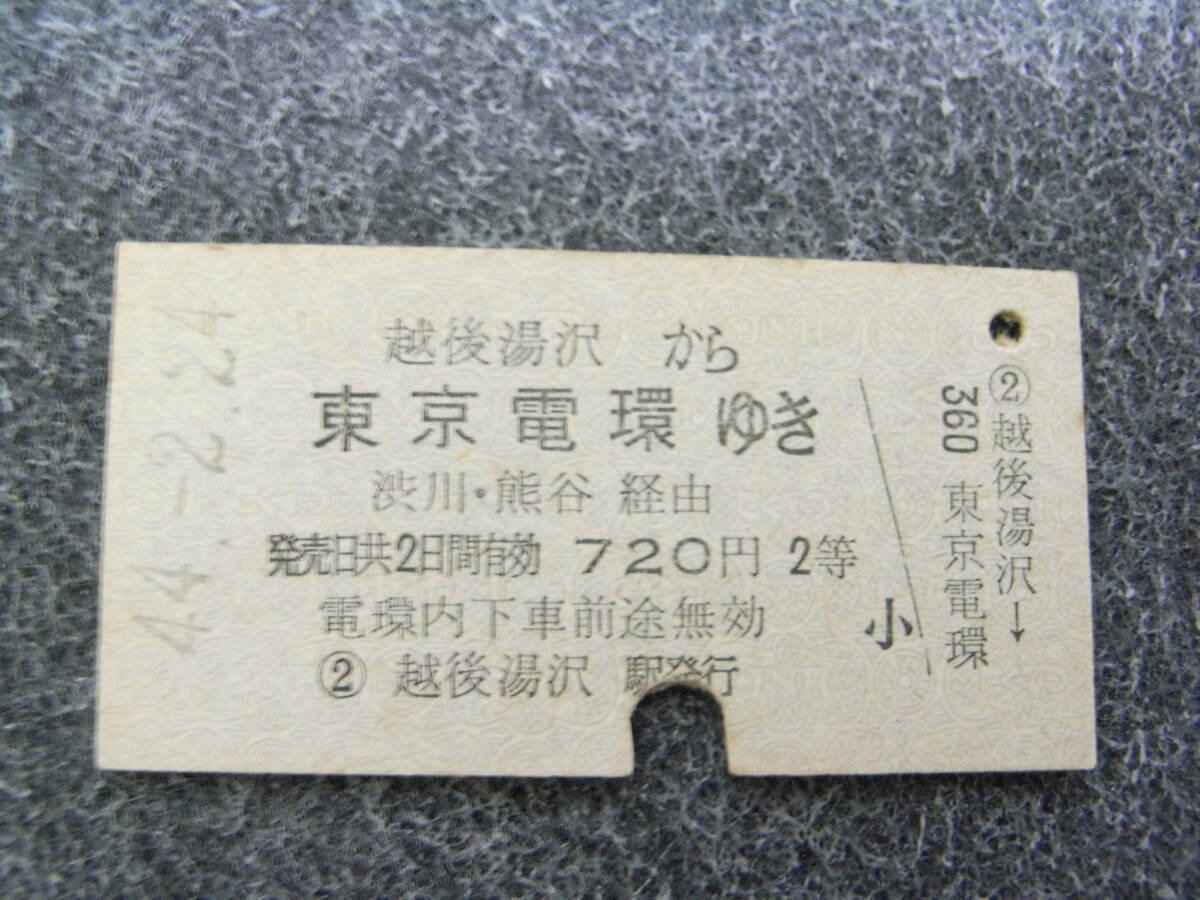 越後湯沢 から
東京電環 ゆき
渋川・熊谷 経由
発売日共2日間有効 720円 2等
電環内下車前途無効
② 越後湯沢 駅発行
小
②越後湯沢→
360 東京電環
44.-2.24